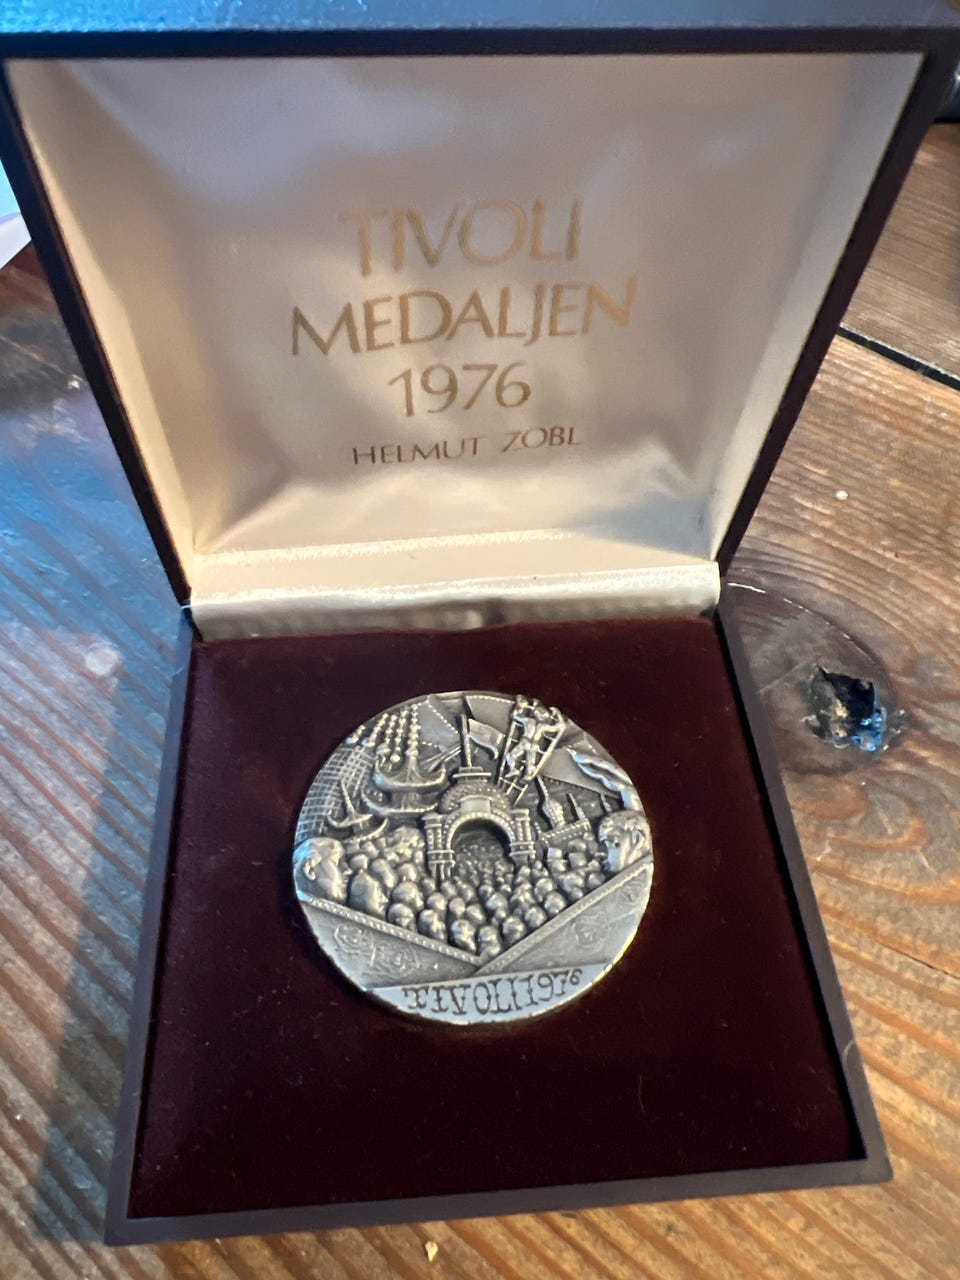 TIVOLI
MEDALJEN
1976
HELMUT ZOBL
TIVOLI 1976